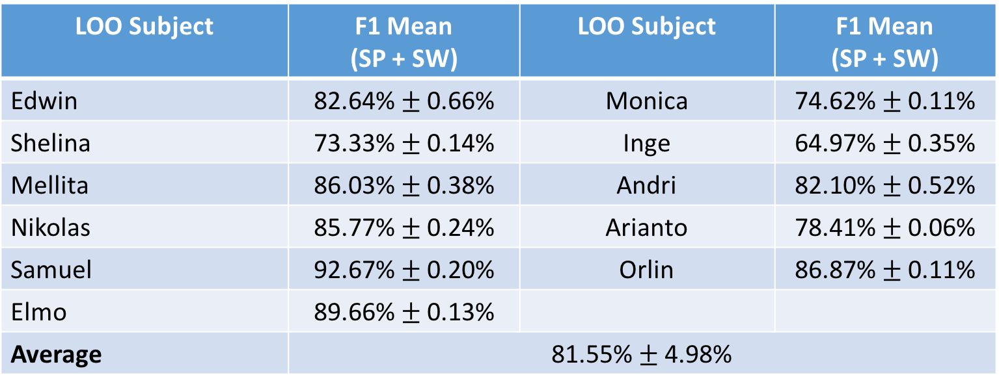 LOO Subject F1 Mean (SP + SW) LOO Subject F1 Mean (SP + SW)
Edwin 82.64% ± 0.66% Monica 74.62% ± 0.11%
Shelina 73.33% ± 0.14% Inge 64.97% ± 0.35%
Mellita 86.03% ± 0.38% Andri 82.10% ± 0.52%
Nikolas 85.77% ± 0.24% Arianto 78.41% ± 0.06%
Samuel 92.67% ± 0.20% Orlin 86.87% ± 0.11%
Elmo 89.66% ± 0.13%
Average 81.55% ± 4.98%